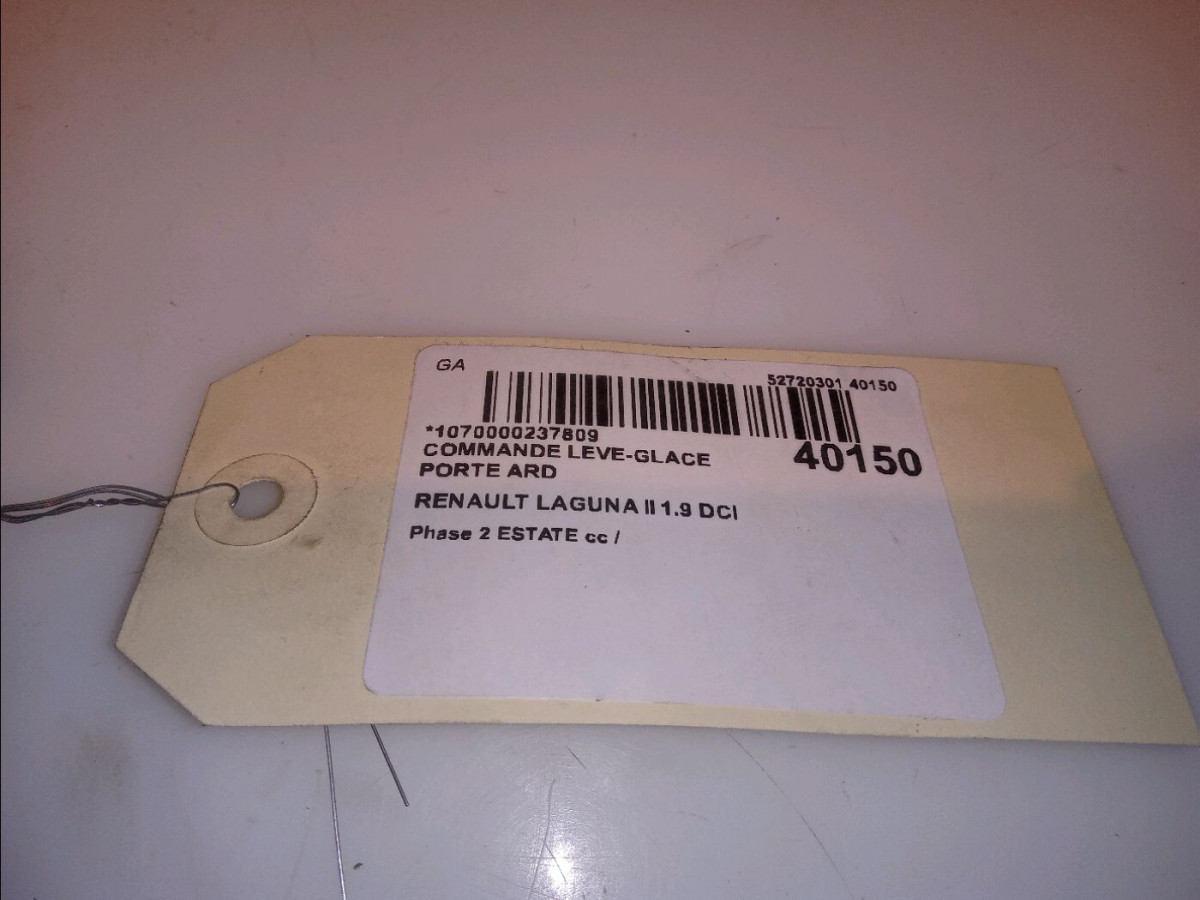 GA
52720301 40150
*1070000237809
40150
COMMANDE LEVE-GLACE
PORTE ARD
RENAULT LAGUNA II 1.9 DCI
Phase 2 ESTATE cc /